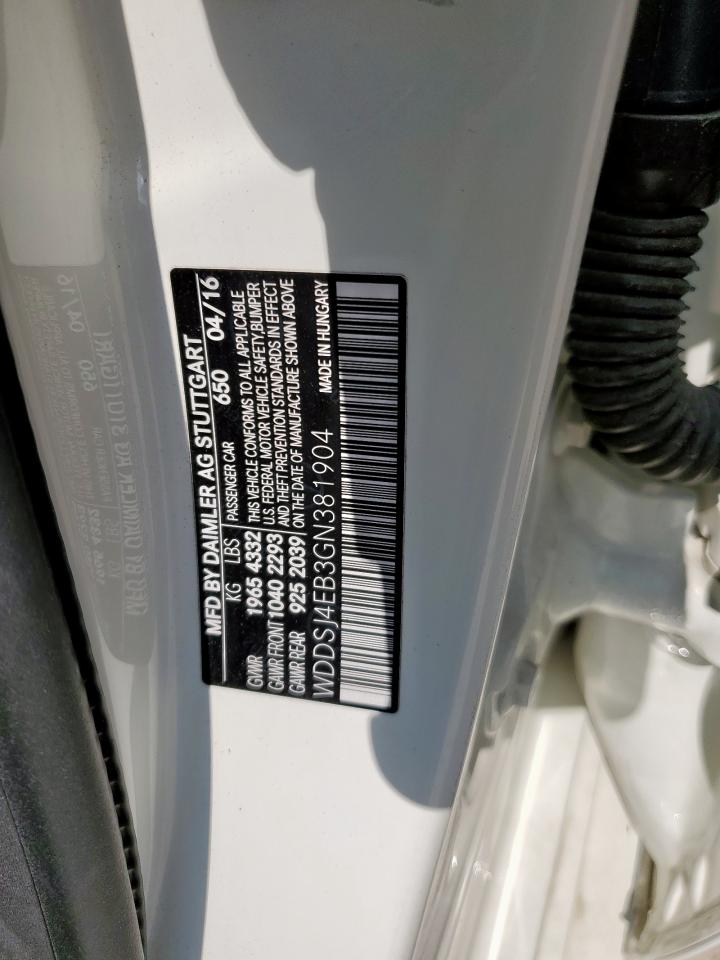 MFD BY DAIMLER AG STUTTGART
KG LBS PASSENGER CAR 650 04/16
GVWR 1965 4332 THIS VEHICLE CONFORMS TO ALL APPLICABLE
GAWR FRONT 1040 2293 U.S. FEDERAL MOTOR VEHICLE SAFETY,BUMPER
GAWR REAR 925 2039 AND THEFT PREVENTION STANDARDS IN EFFECT
ON THE DATE OF MANUFACTURE SHOWN ABOVE
WDDSJ4EB3GN381904 MADE IN HUNGARY